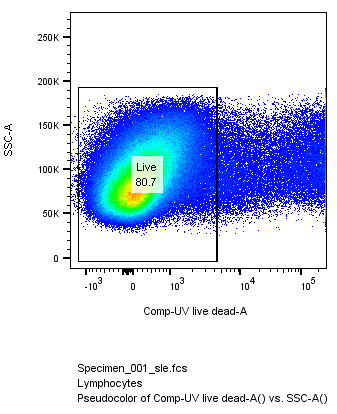 250K
200K
150K
100K
50K
0
SSC-A
Live
80.7
-10³ 0 10³ 10⁴ 10⁵
Comp-UV live dead-A
Specimen_001_sle.fcs
Lymphocytes
Pseudocolor of Comp-UV live dead-A() vs. SSC-A()